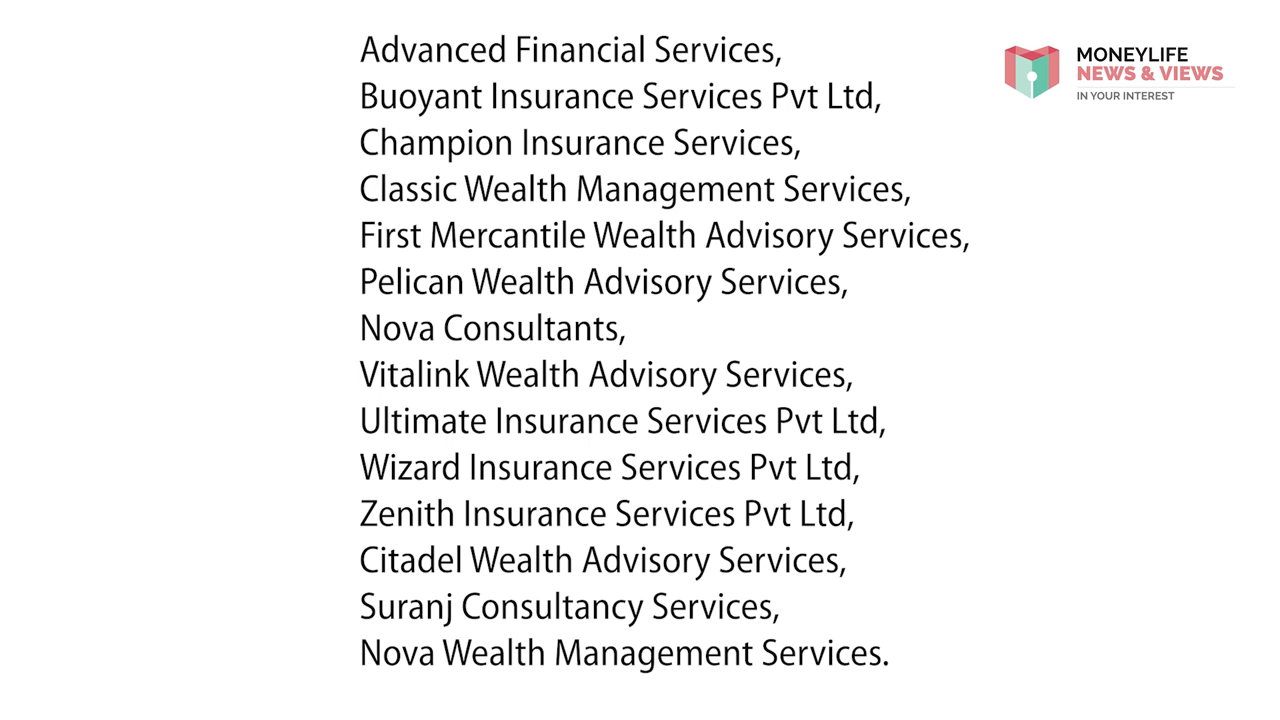 Advanced Financial Services,
Buoyant Insurance Services Pvt Ltd,
Champion Insurance Services,
Classic Wealth Management Services,
First Mercantile Wealth Advisory Services,
Pelican Wealth Advisory Services,
Nova Consultants,
Vitalink Wealth Advisory Services,
Ultimate Insurance Services Pvt Ltd,
Wizard Insurance Services Pvt Ltd,
Zenith Insurance Services Pvt Ltd,
Citadel Wealth Advisory Services,
Suranj Consultancy Services,
Nova Wealth Management Services.
MONEYLIFE
NEWS & VIEWS
IN YOUR INTEREST